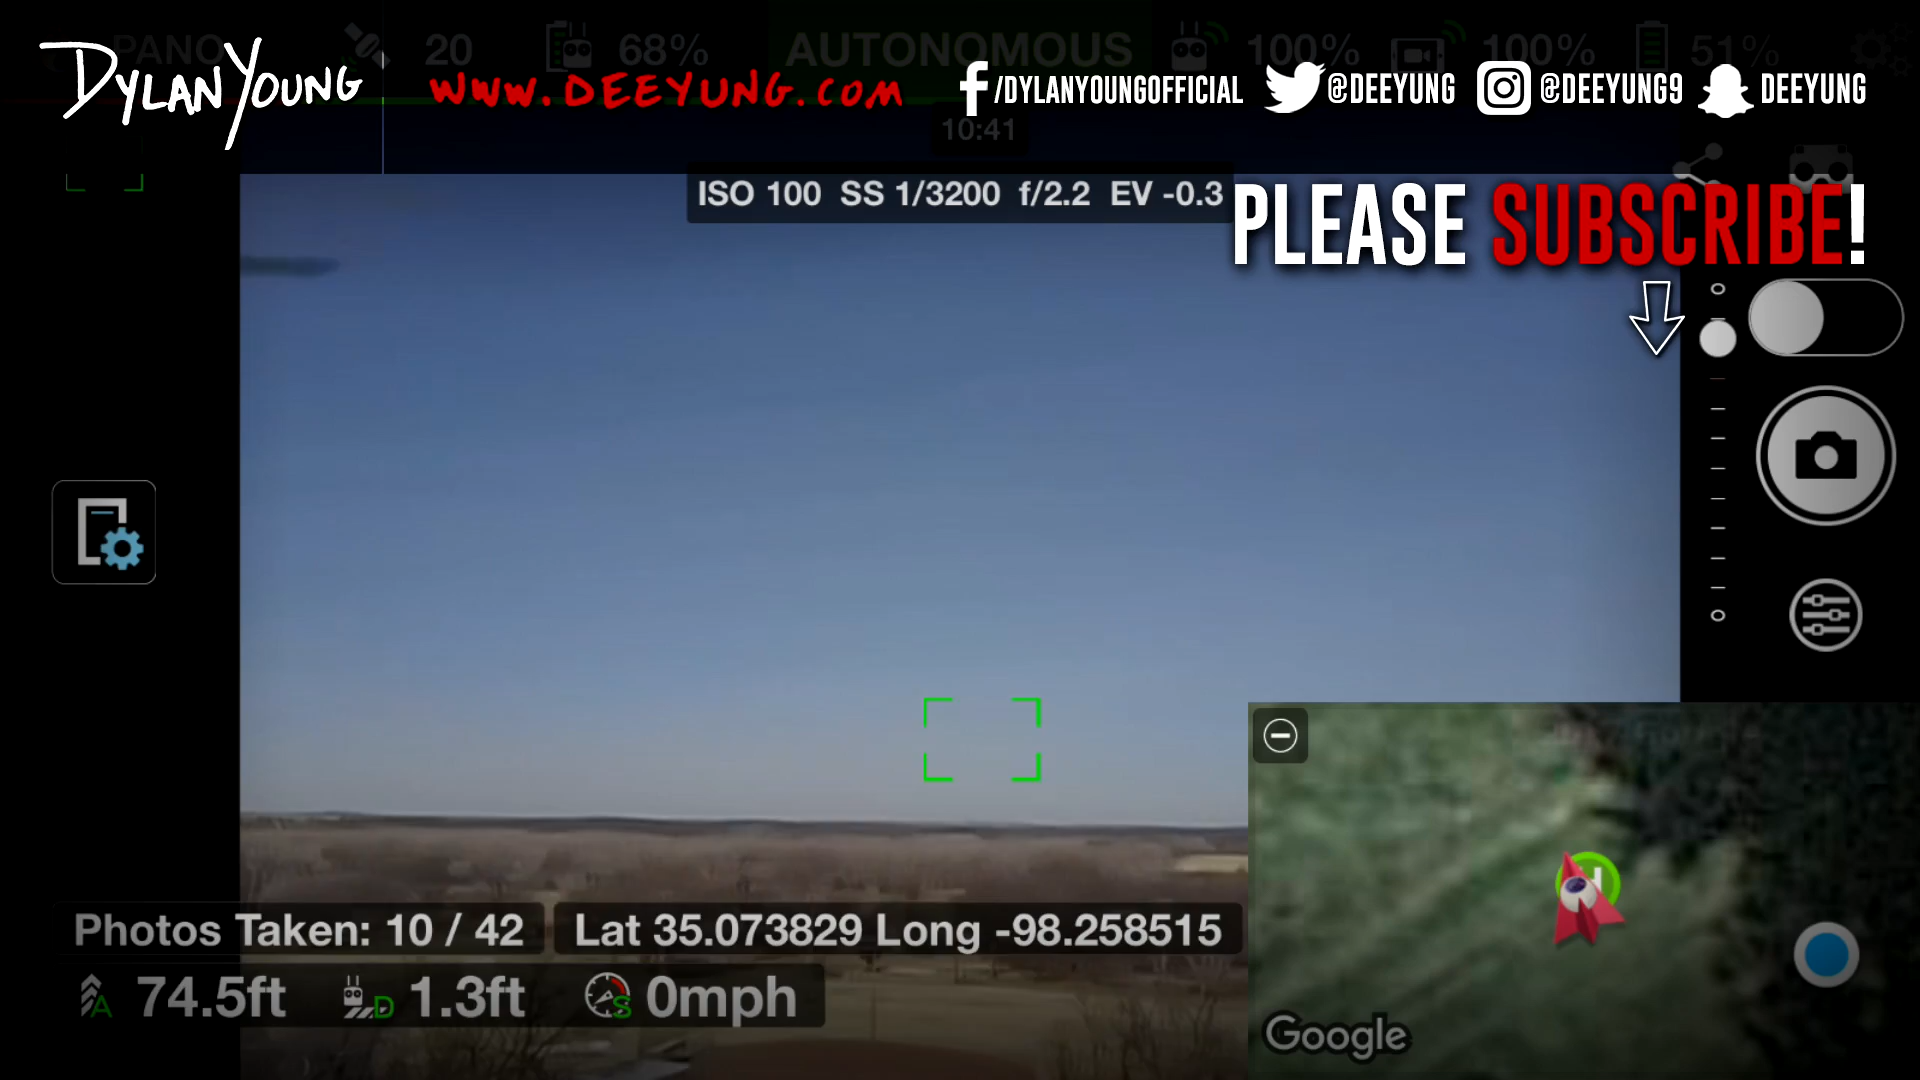 PANO 20 68% AUTONOMOUS 100% 100% 51%
DYLAN YOUNG
WWW.DEEYUNG.COM
/DYLANYOUNGOFFICIAL @DEEYUNG @DEEYUNG9 DEEYUNG
10:41
ISO 100 SS 1/3200 f/2.2 EV -0.3
PLEASE SUBSCRIBE!
Photos Taken: 10 / 42 Lat 35.073829 Long -98.258515
A 74.5ft D 1.3ft S 0mph
Google